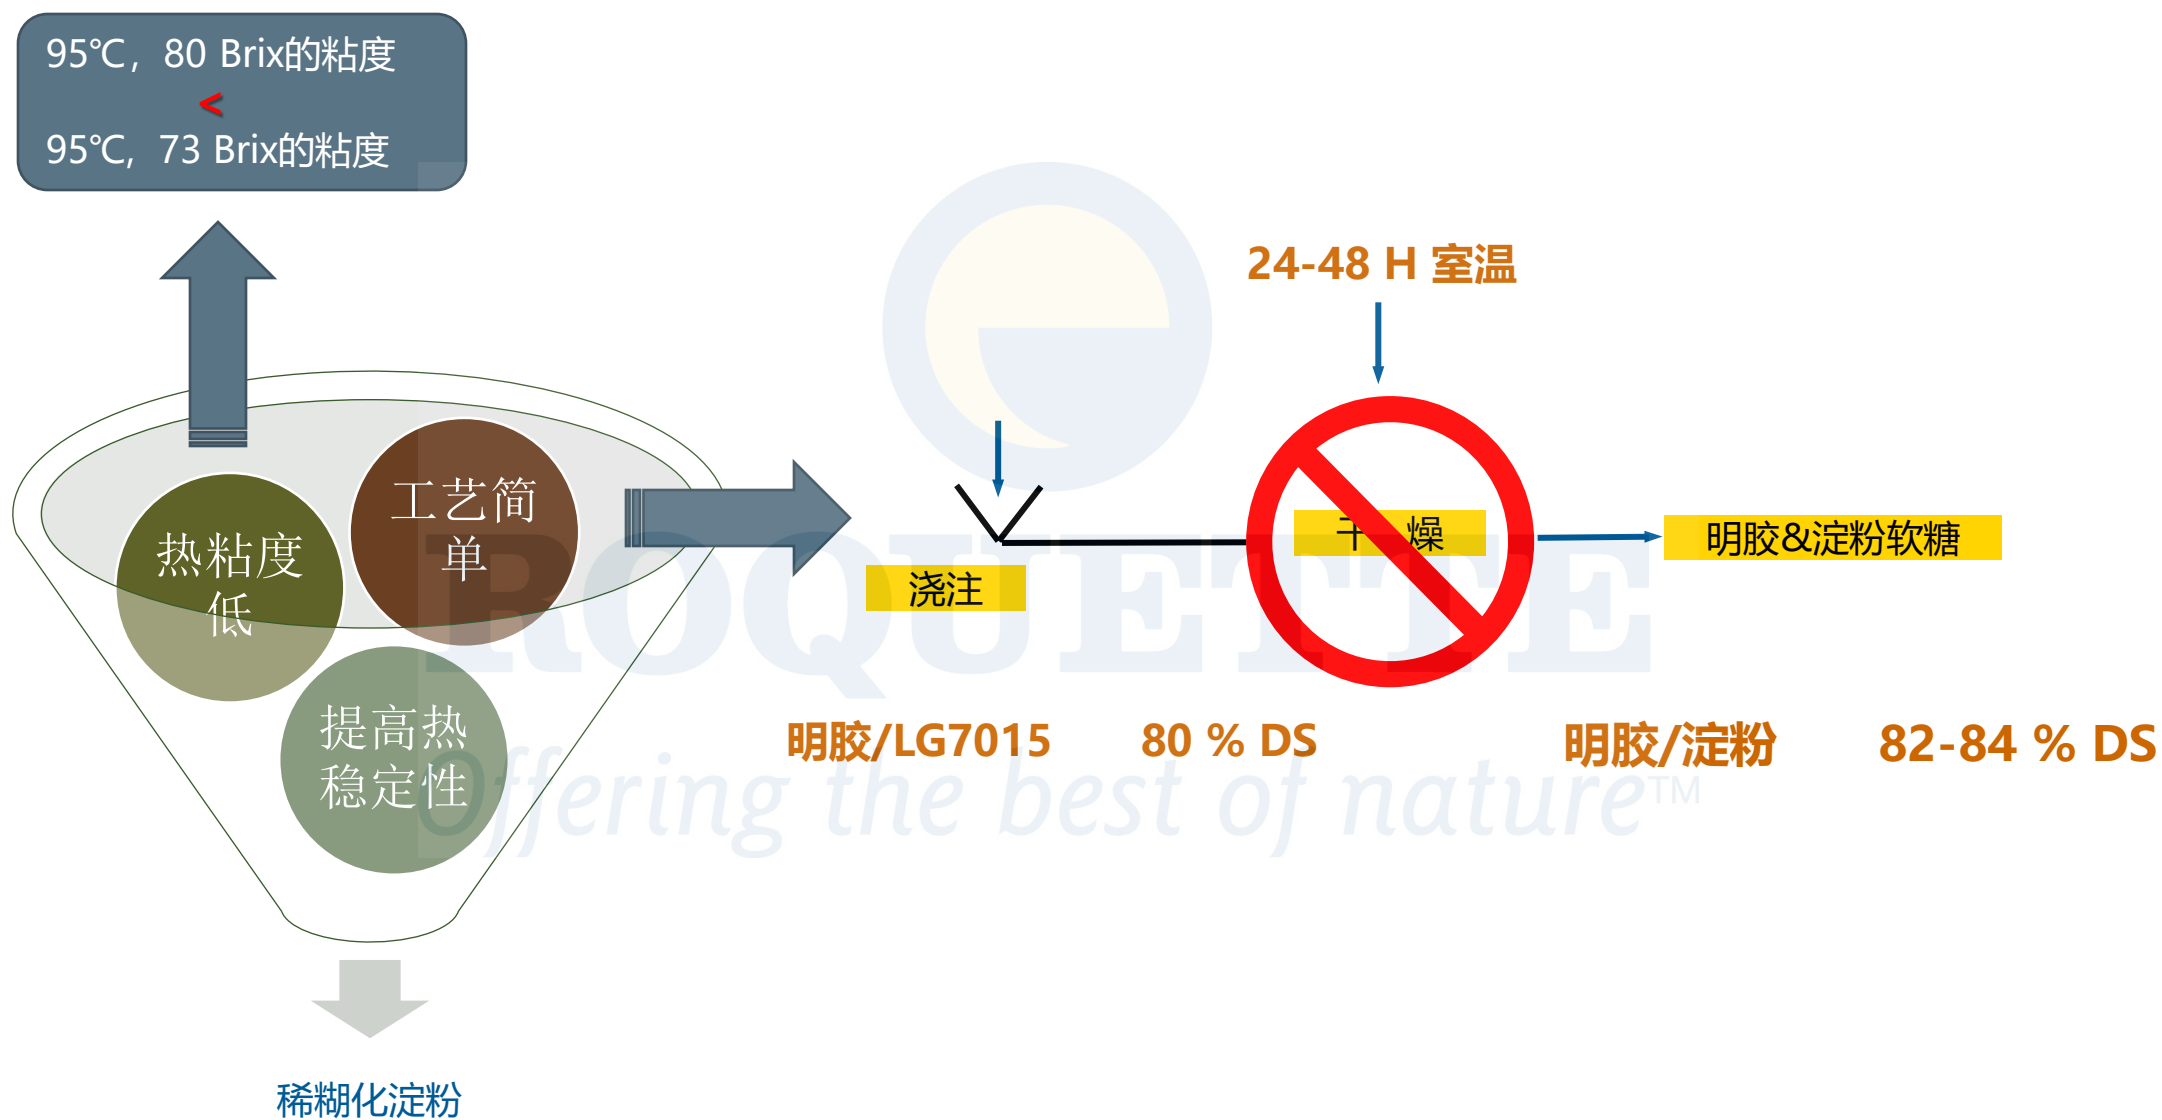 95℃，80 Brix的粘度
<
95℃，73 Brix的粘度
24-48 H 室温
工艺简
单
热粘度
低
提高热
稳定性
浇注
干 燥
明胶&淀粉软糖
ROQUETTE
明胶/LG7015 80 % DS
明胶/淀粉 82-84 % DS
Offering the best of nature™
稀糊化淀粉